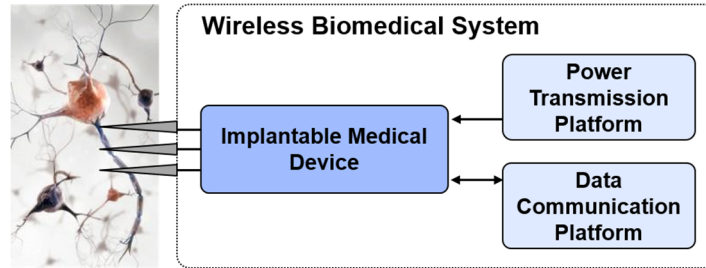 Wireless Biomedical System
Power
Transmission
Platform
Implantable Medical
Device
Data
Communication
Platform